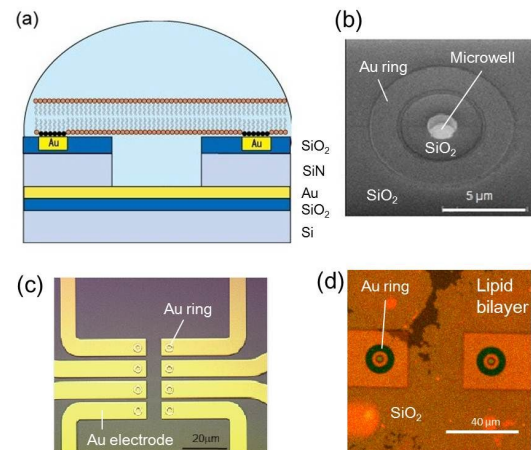 (a)
Au
Au
SiO₂
SiN
Au
SiO₂
Si
(b)
Microwell
Au ring
SiO₂
SiO₂
5 μm
(c)
Au ring
Au electrode
20μm
(d)
Au ring
Lipid
bilayer
SiO₂
40 μm